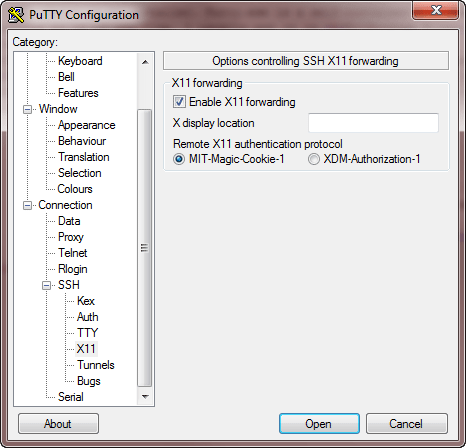 PuTTY Configuration
Category:
Keyboard
Bell
Features
Window
Appearance
Behaviour
Translation
Selection
Colours
Connection
Data
Proxy
Telnet
Rlogin
SSH
Kex
Auth
TTY
X11
Tunnels
Bugs
Serial
Options controlling SSH X11 forwarding
X11 forwarding
Enable X11 forwarding
X display location
Remote X11 authentication protocol
MIT-Magic-Cookie-1 XDM-Authorization-1
About Open Cancel